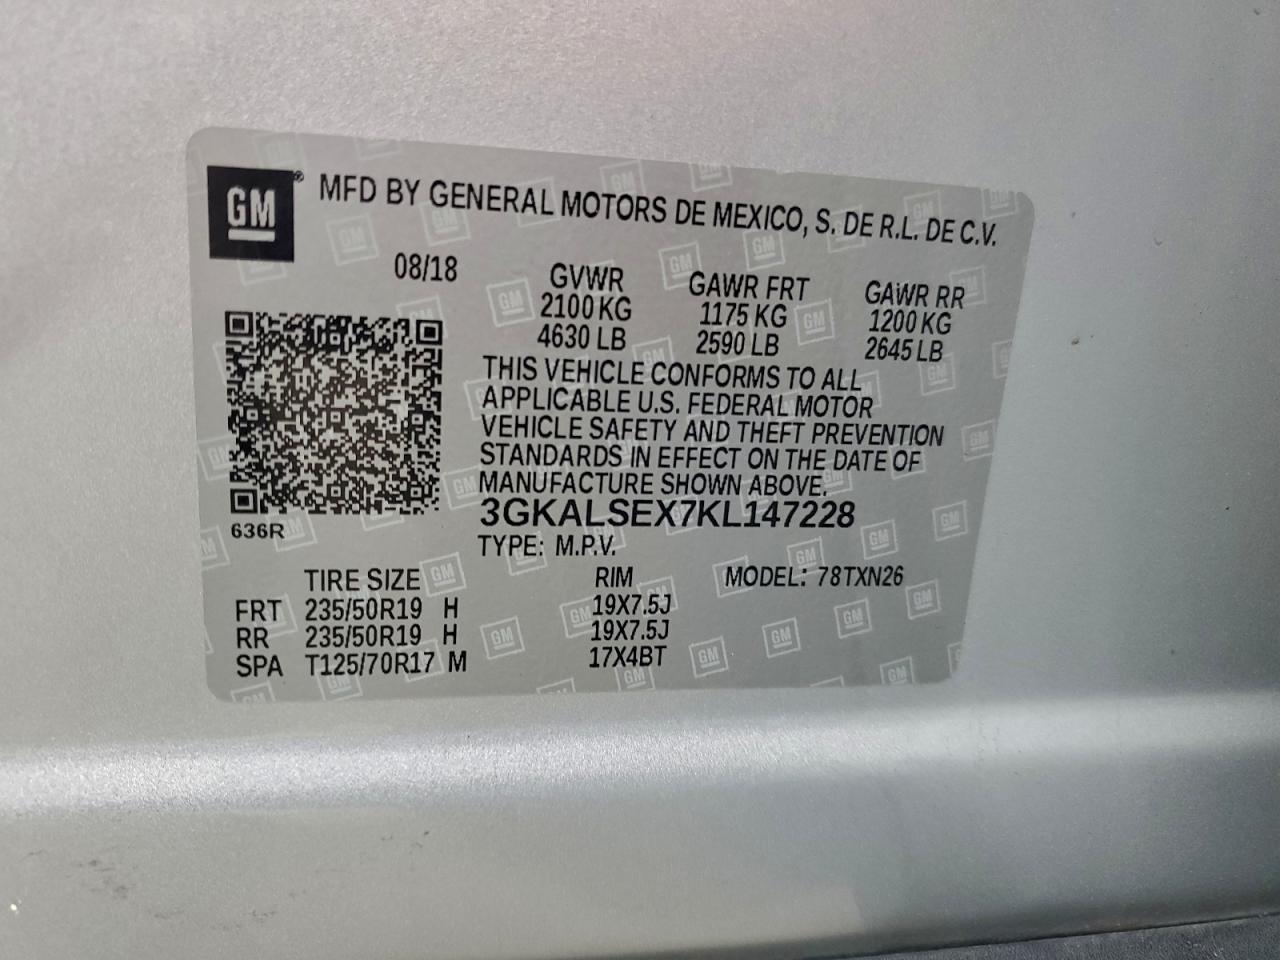 GM® MFD BY GENERAL MOTORS DE MEXICO, S. DE R.L. DE C.V.
08/18 GVWR GAWR FRT GAWR RR
2100 KG 1175 KG 1200 KG
4630 LB 2590 LB 2645 LB
THIS VEHICLE CONFORMS TO ALL
APPLICABLE U.S. FEDERAL MOTOR
VEHICLE SAFETY AND THEFT PREVENTION
STANDARDS IN EFFECT ON THE DATE OF
MANUFACTURE SHOWN ABOVE.
3GKALSEX7KL147228
636R
TYPE: M.P.V.
TIRE SIZE RIM MODEL: 78TXN26
FRT 235/50R19 H 19X7.5J
RR 235/50R19 H 19X7.5J
SPA T125/70R17 M 17X4BT